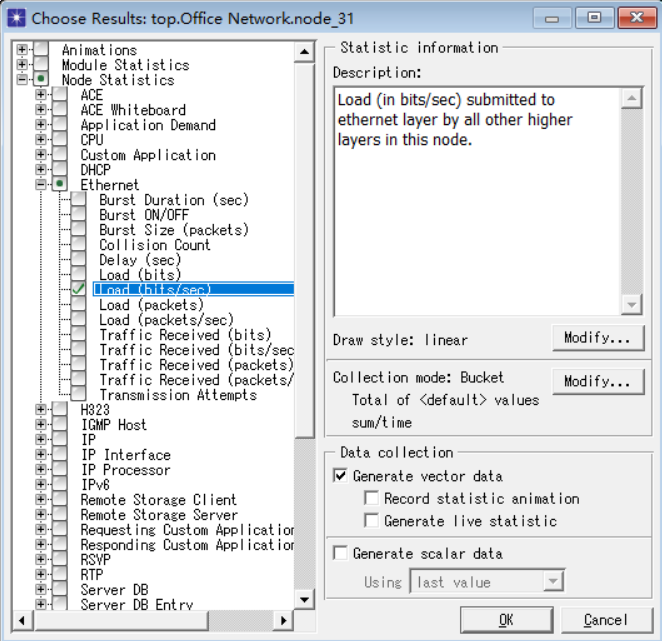 Choose Results: top.Office Network.node_31
Animations
Module Statistics
Node Statistics
ACE
ACE Whiteboard
Application Demand
CPU
Custom Application
DHCP
Ethernet
Burst Duration (sec)
Burst ON/OFF
Burst Size (packets)
Collision Count
Delay (sec)
Load (bits)
Load (bits/sec)
Load (packets)
Load (packets/sec)
Traffic Received (bits)
Traffic Received (bits/sec
Traffic Received (packets)
Traffic Received (packets/
Transmission Attempts
H323
IGMP Host
IP
IP Interface
IP Processor
IPv6
Remote Storage Client
Remote Storage Server
Requesting Custom Application
Responding Custom Application
RSVP
RTP
Server DB
Server DB Entry
Statistic information
Description:
Load (in bits/sec) submitted to
ethernet layer by all other higher
layers in this node.
Draw style: linear
Modify...
Collection mode: Bucket
Modify...
Total of <default> values
sum/time
Data collection
Generate vector data
Record statistic animation
Generate live statistic
Generate scalar data
Using last value
OK
Cancel